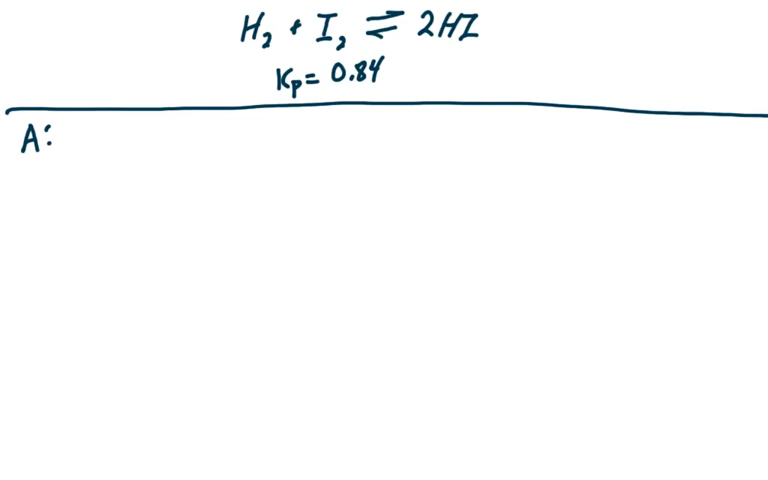 H₂ + I₂ ⇌ 2HI
Kp = 0.84
A: